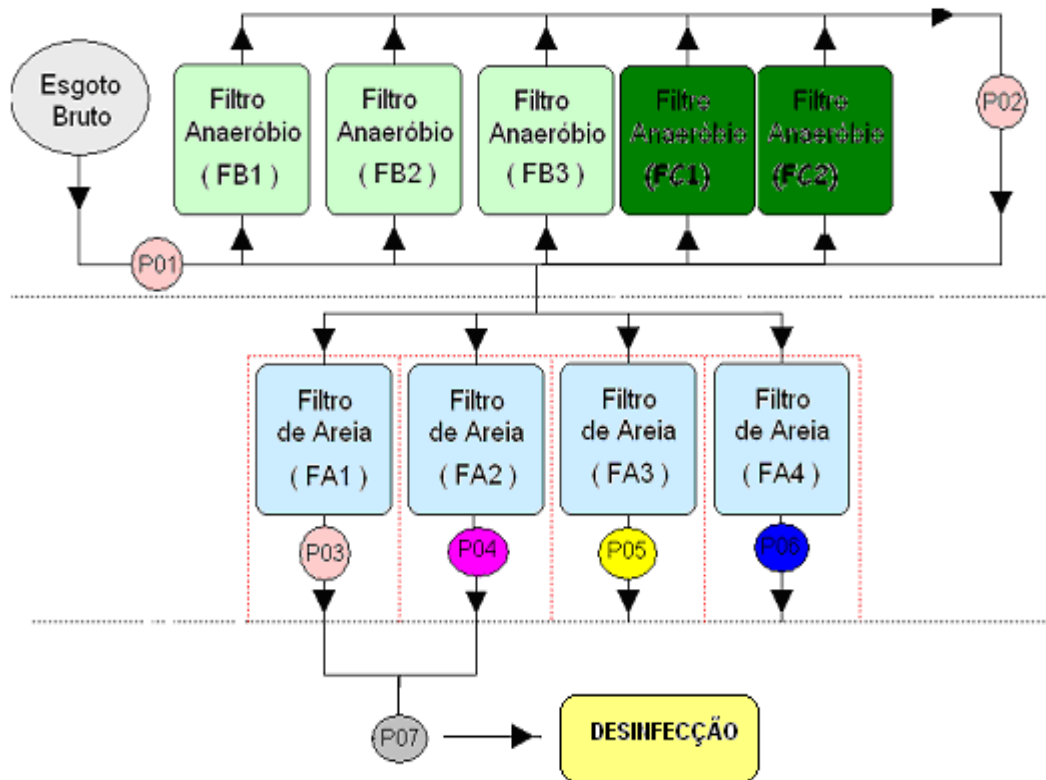 Esgoto
Bruto
Filtro
Anaeróbio
( FB1 )
Filtro
Anaeróbio
( FB2 )
Filtro
Anaeróbio
( FB3 )
Filtro
Anaeróbio
(FC1)
Filtro
Anaeróbio
(FC2)
P02
P01
Filtro
de Areia
( FA1 )
Filtro
de Areia
( FA2 )
Filtro
de Areia
( FA3 )
Filtro
de Areia
( FA4 )
P03
P04
P05
P06
P07
DESINFECÇÃO